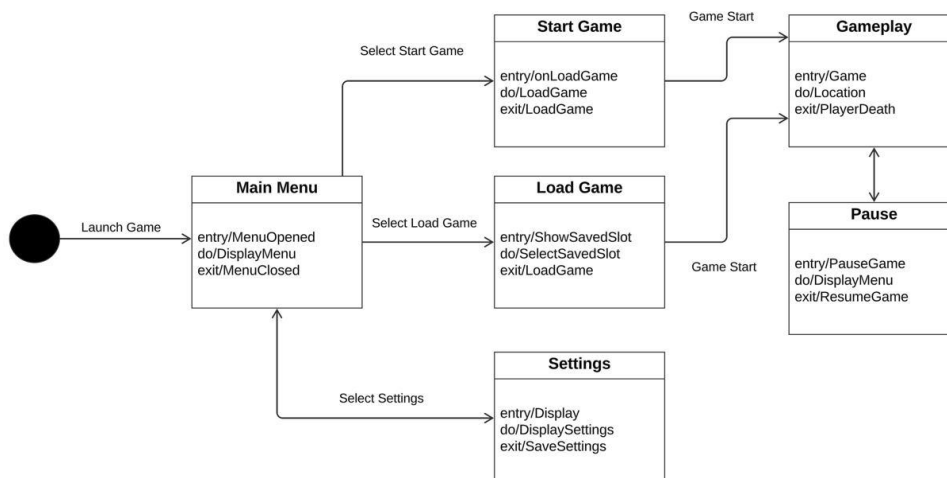 Start Game
entry/onLoadGame
do/LoadGame
exit/LoadGame
Game Start
Gameplay
entry/Game
do/Location
exit/PlayerDeath
Select Start Game
Launch Game
Main Menu
entry/MenuOpened
do/DisplayMenu
exit/MenuClosed
Select Load Game
Load Game
entry/ShowSavedSlot
do/SelectSavedSlot
exit/LoadGame
Game Start
Pause
entry/PauseGame
do/DisplayMenu
exit/ResumeGame
Select Settings
Settings
entry/Display
do/DisplaySettings
exit/SaveSettings